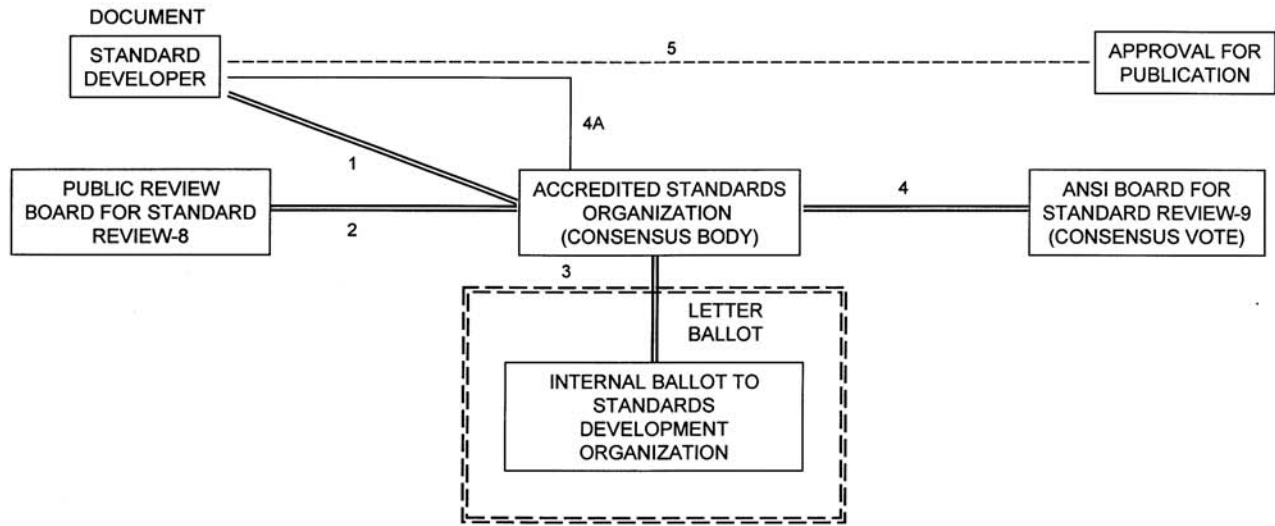 DOCUMENT
STANDARD
DEVELOPER
5
APPROVAL FOR
PUBLICATION
4A
1
PUBLIC REVIEW
BOARD FOR STANDARD
REVIEW-8
2
ACCREDITED STANDARDS
ORGANIZATION
(CONSENSUS BODY)
4
ANSI BOARD FOR
STANDARD REVIEW-9
(CONSENSUS VOTE)
3
LETTER
BALLOT
INTERNAL BALLOT TO
STANDARDS
DEVELOPMENT
ORGANIZATION